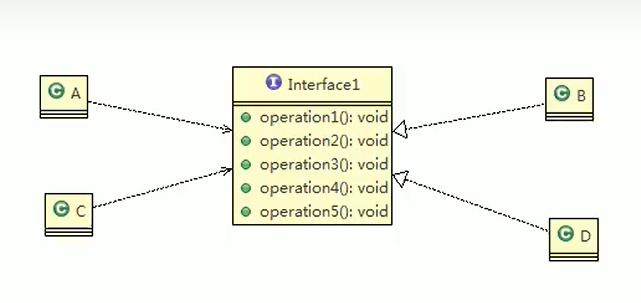 I Interface1
C A
C B
operation1(): void
operation2(): void
operation3(): void
operation4(): void
operation5(): void
C C
C D